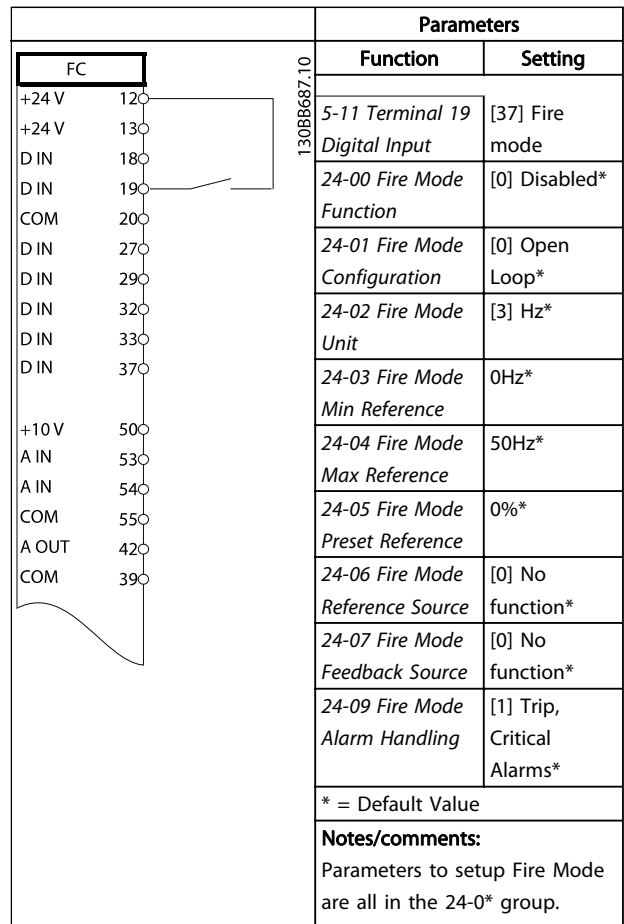 Parameters
FC
130BB687.10
Function Setting
+24 V 12
+24 V 13
D IN 18
D IN 19
COM 20
D IN 27
D IN 29
D IN 32
D IN 33
D IN 37
+10 V 50
A IN 53
A IN 54
COM 55
A OUT 42
COM 39
5-11 Terminal 19 [37] Fire
Digital Input mode
24-00 Fire Mode [0] Disabled*
Function
24-01 Fire Mode [0] Open
Configuration Loop*
24-02 Fire Mode [3] Hz*
Unit
24-03 Fire Mode 0Hz*
Min Reference
24-04 Fire Mode 50Hz*
Max Reference
24-05 Fire Mode 0%*
Preset Reference
24-06 Fire Mode [0] No
Reference Source function*
24-07 Fire Mode [0] No
Feedback Source function*
24-09 Fire Mode [1] Trip,
Alarm Handling Critical
Alarms*
* = Default Value
Notes/comments:
Parameters to setup Fire Mode
are all in the 24-0* group.